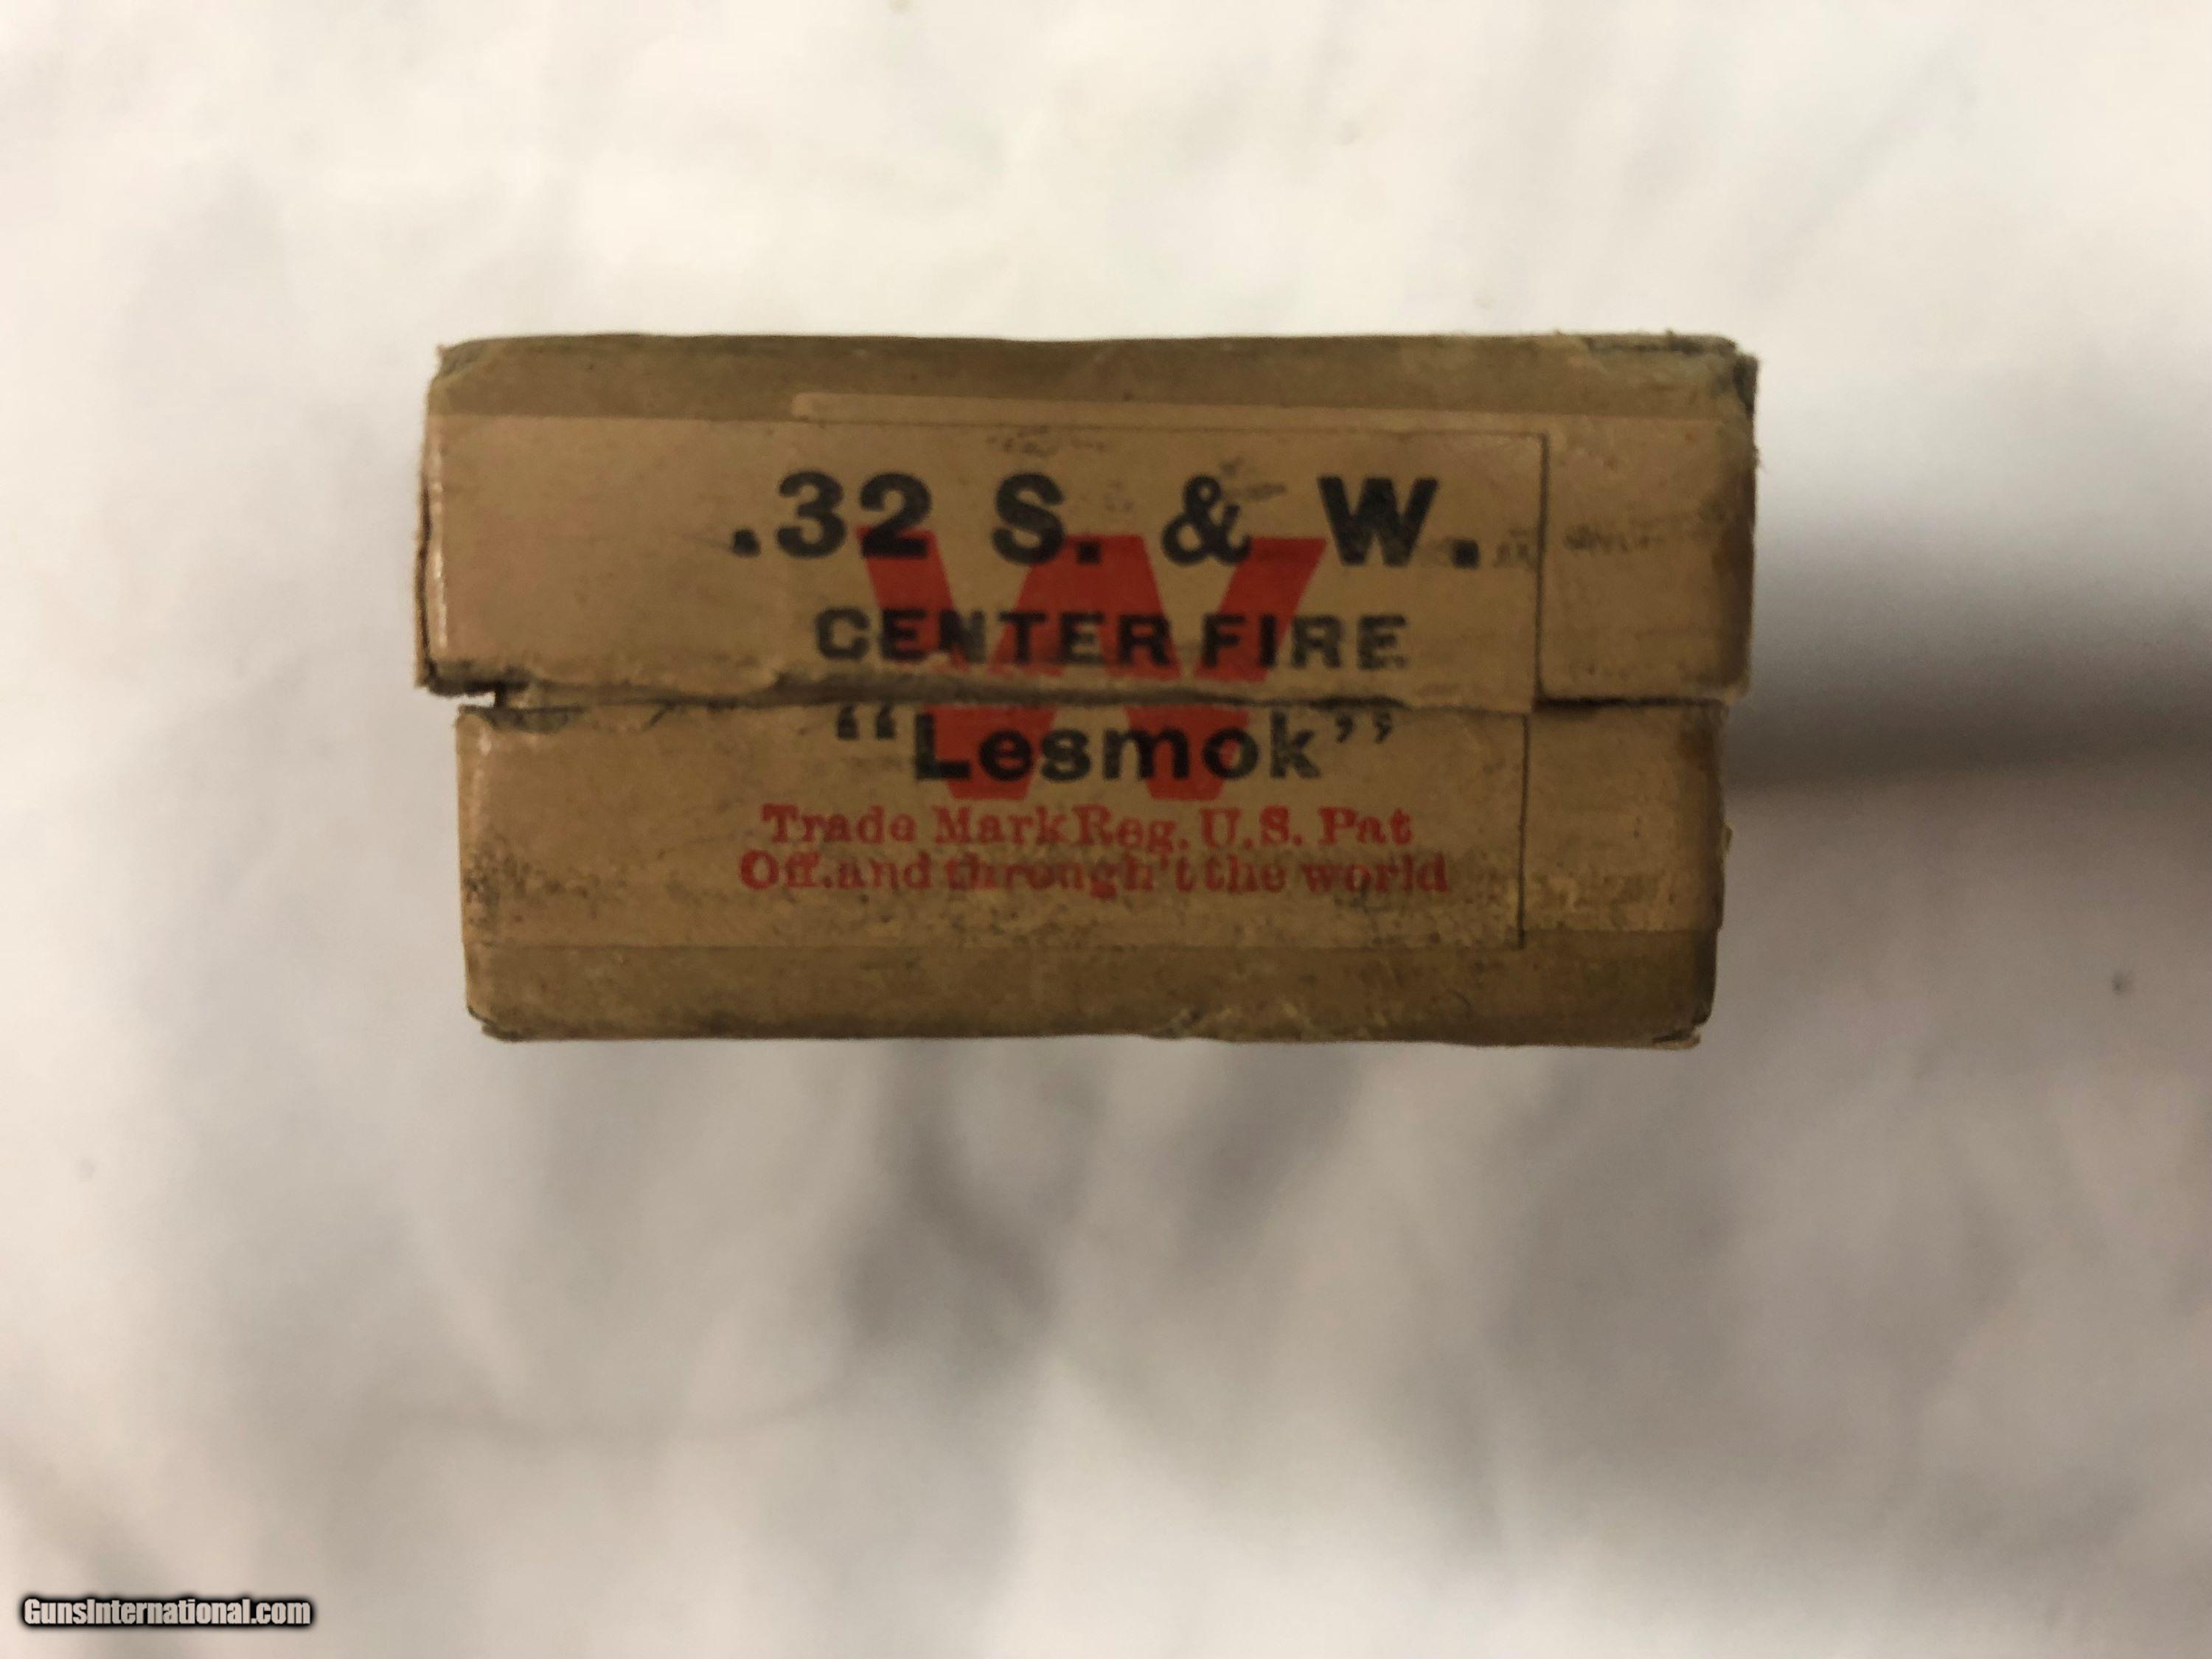 .32 S. & W.
CENTER FIRE
W
“Lesmok”
Trade Mark Reg. U.S. Pat
Off. and through't the world
GunsInternational.com